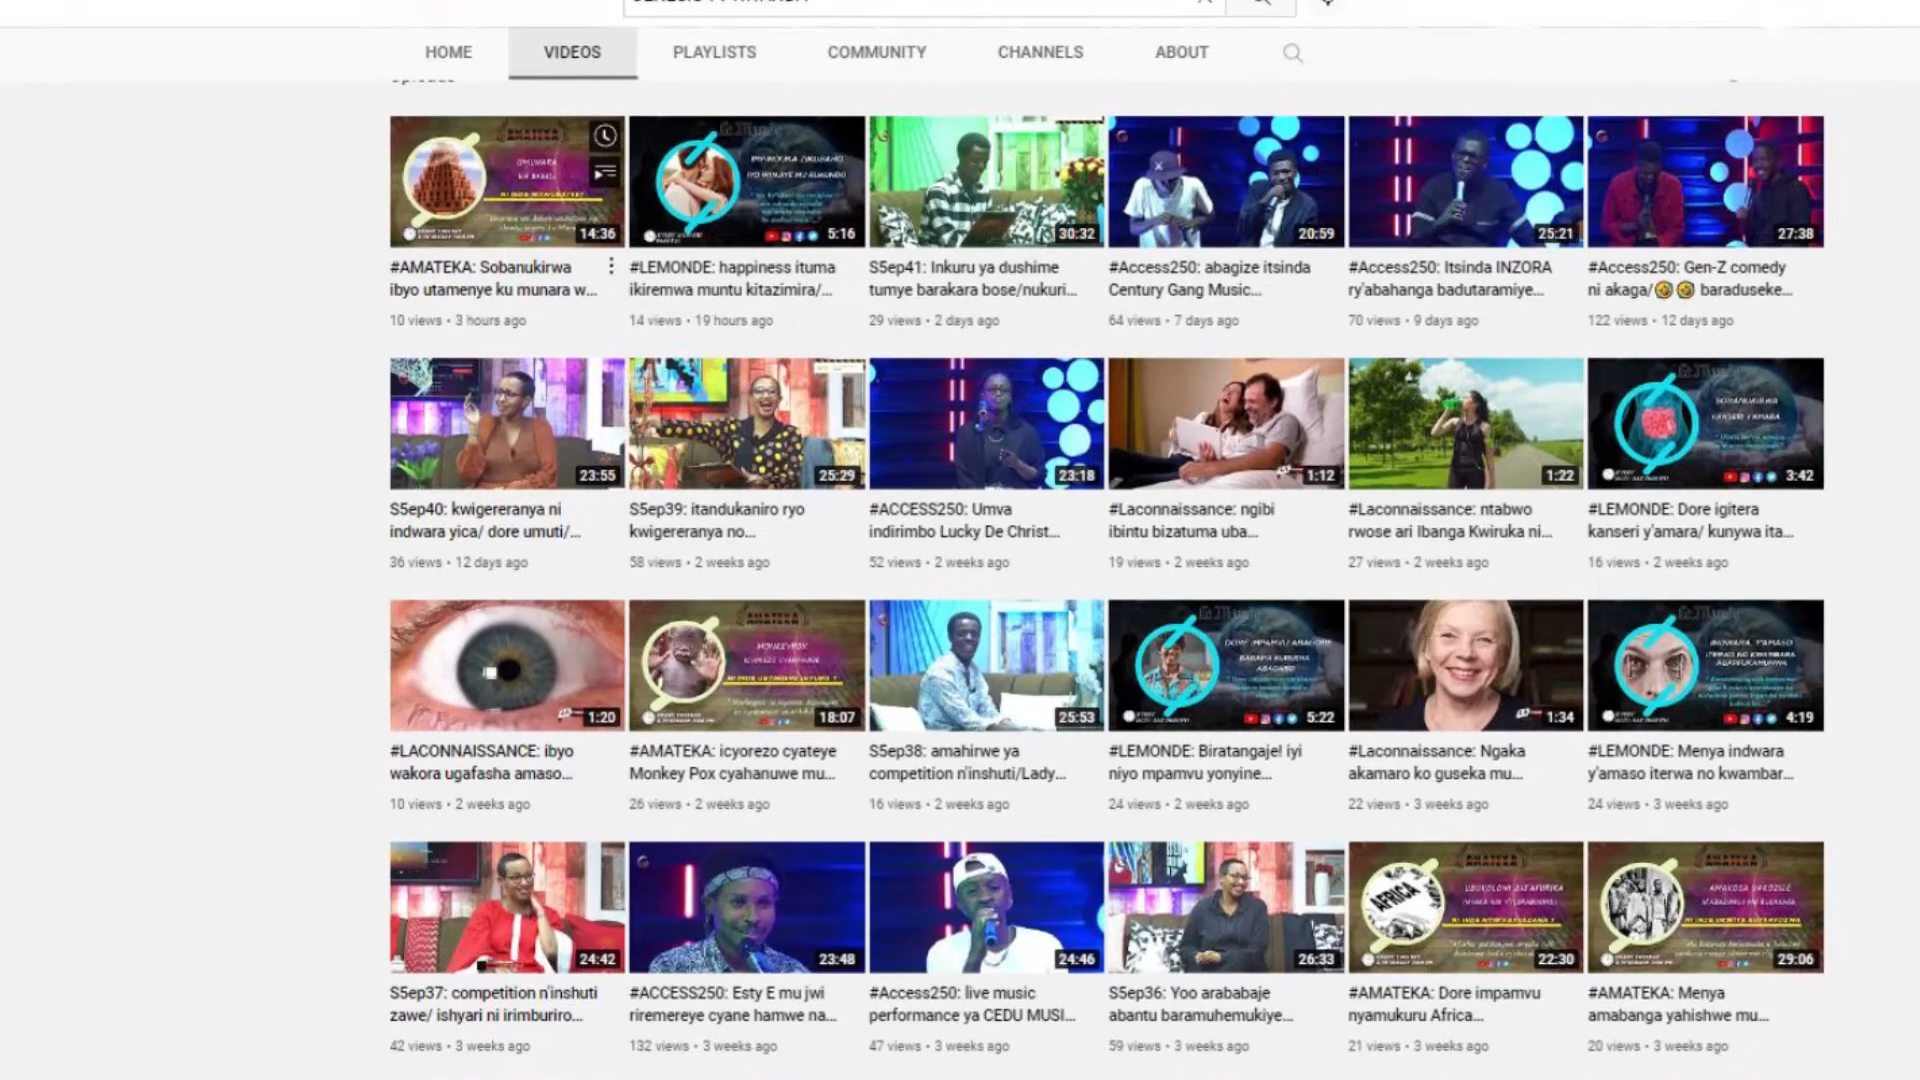 HOME VIDEOS PLAYLISTS COMMUNITY CHANNELS ABOUT
AMATEKA
14:36
5:16
30:32
20:59
25:21
27:38
#AMATEKA: Sobanukirwa
ibyo utamenye ku munara w...
10 views • 3 hours ago
#LEMONDE: happiness ituma
ikiremwa muntu kitazimira/...
14 views • 19 hours ago
S5ep41: Inkuru ya dushime
tumye barakara bose/nukuri...
29 views • 2 days ago
#Access250: abagize itsinda
Century Gang Music...
64 views • 7 days ago
#Access250: Itsinda INZORA
ry'abahanga badutaramiye...
70 views • 9 days ago
#Access250: Gen-Z comedy
ni akaga/🤣🤣 baraduseke...
122 views • 12 days ago
23:55
25:29
23:18
1:12
1:22
3:42
S5ep40: kwigereranya ni
indwara yica/ dore umuti/...
36 views • 12 days ago
S5ep39: itandukaniro ryo
kwigereranya no...
58 views • 2 weeks ago
#ACCESS250: Umva
indirimbo Lucky De Christ...
52 views • 2 weeks ago
#Laconnaissance: ngibi
ibintu bizatuma uba...
19 views • 2 weeks ago
#Laconnaissance: ntabwo
rwose ari Ibanga Kwiruka ni...
27 views • 2 weeks ago
#LEMONDE: Dore igitera
kanseri y'amara/ kunywa ita...
16 views • 2 weeks ago
1:20
AMATEKA
MONKEYPOX
18:07
25:53
5:22
1:34
4:19
#LACONNAISSANCE: ibyo
wakora ugafasha amaso...
10 views • 2 weeks ago
#AMATEKA: icyorezo cyateye
Monkey Pox cyahanuwe mu...
26 views • 2 weeks ago
S5ep38: amahirwe ya
competition n'inshuti/Lady...
16 views • 2 weeks ago
#LEMONDE: Biratangaje! iyi
niyo mpamvu yonyine...
24 views • 2 weeks ago
#Laconnaissance: Ngaka
akamaro ko guseka mu...
22 views • 3 weeks ago
#LEMONDE: Menya indwara
y'amaso iterwa no kwambar...
24 views • 3 weeks ago
24:42
23:48
24:46
26:33
AMATEKA
AFRICA
22:30
AMATEKA
29:06
S5ep37: competition n'inshuti
zawe/ ishyari ni irimburiro...
42 views • 3 weeks ago
#ACCESS250: Esty E mu jwi
riremereye cyane hamwe na...
132 views • 3 weeks ago
#Access250: live music
performance ya CEDU MUSI...
47 views • 3 weeks ago
S5ep36: Yoo arababaje
abantu baramuhemukiye...
59 views • 3 weeks ago
#AMATEKA: Dore impamvu
nyamukuru Africa...
21 views • 3 weeks ago
#AMATEKA: Menya
amabanga yahishwe mu...
20 views • 3 weeks ago